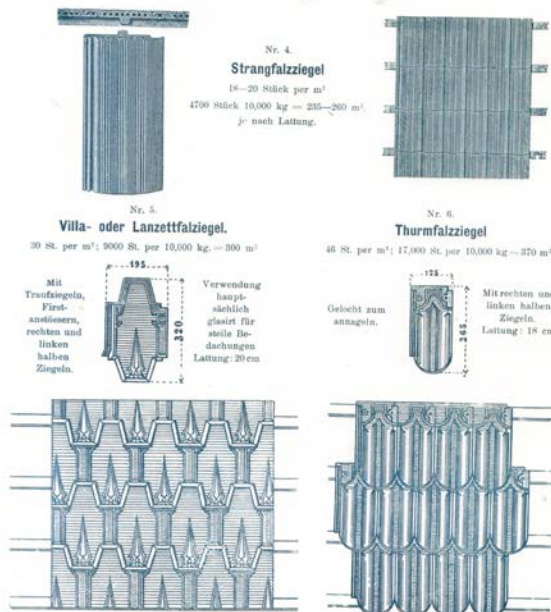 Nr. 4.
Strangfalzziegel
18—20 Stück per m²
4700 Stück 10,000 kg = 235—260 m².
je nach Lattung.
Nr. 5.
Villa- oder Lanzettfalziegel.
30 St. per m²; 9000 St. per 10,000 kg. = 300 m²
195
Mit
Traufziegeln,
First-
anstössern,
rechten und
linken
halben
Ziegeln.
320
Verwendung
haupt-
sächlich
glasirt für
steile Be-
dachungen
Lattung: 20 cm
Nr. 6.
Thurmfalzziegel
46 St. per m²; 17,000 St. per 10,000 kg = 370 m²
125
Gelocht zum
annageln.
365
Mit rechten und
linken halben
Ziegeln.
Lattung: 18 cm